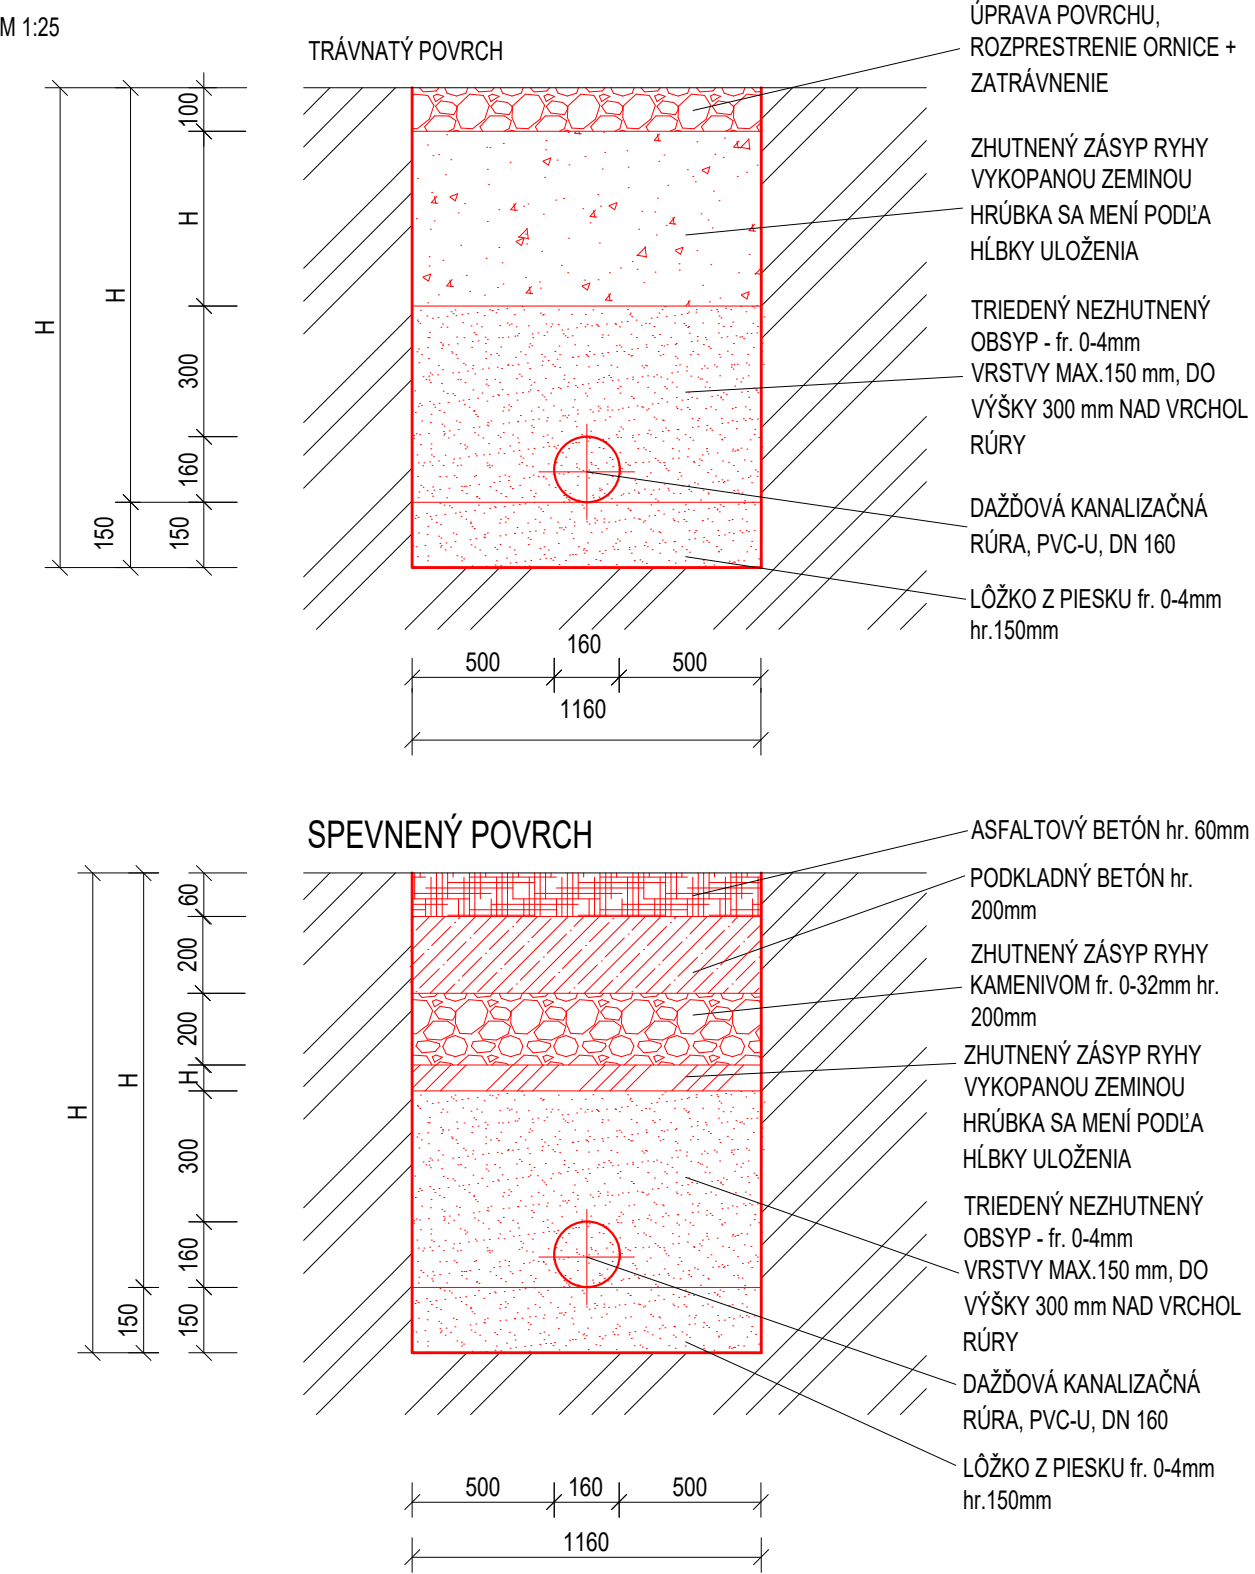 M 1:25
TRÁVNATÝ POVRCH
ÚPRAVA POVRCHU,
ROZPRESTRENIE ORNICE +
ZATRÁVNENIE
ZHUTNENÝ ZÁSYP RYHY
VYKOPANOU ZEMINOU
HRÚBKA SA MENÍ PODĽA
HĹBKY ULOŽENIA
TRIEDENÝ NEZHUTNENÝ
OBSYP - fr. 0-4mm
VRSTVY MAX.150 mm, DO
VÝŠKY 300 mm NAD VRCHOL
RÚRY
DAŽĎOVÁ KANALIZAČNÁ
RÚRA, PVC-U, DN 160
LÔŽKO Z PIESKU fr. 0-4mm
hr.150mm
H
H
150
100
H
300
160
150
500
160
500
1160
SPEVNENÝ POVRCH
ASFALTOVÝ BETÓN hr. 60mm
PODKLADNÝ BETÓN hr.
200mm
ZHUTNENÝ ZÁSYP RYHY
KAMENIVOM fr. 0-32mm hr.
200mm
ZHUTNENÝ ZÁSYP RYHY
VYKOPANOU ZEMINOU
HRÚBKA SA MENÍ PODĽA
HĹBKY ULOŽENIA
TRIEDENÝ NEZHUTNENÝ
OBSYP - fr. 0-4mm
VRSTVY MAX.150 mm, DO
VÝŠKY 300 mm NAD VRCHOL
RÚRY
DAŽĎOVÁ KANALIZAČNÁ
RÚRA, PVC-U, DN 160
LÔŽKO Z PIESKU fr. 0-4mm
hr.150mm
H
H
150
60
200
200
H
300
160
150
500
160
500
1160